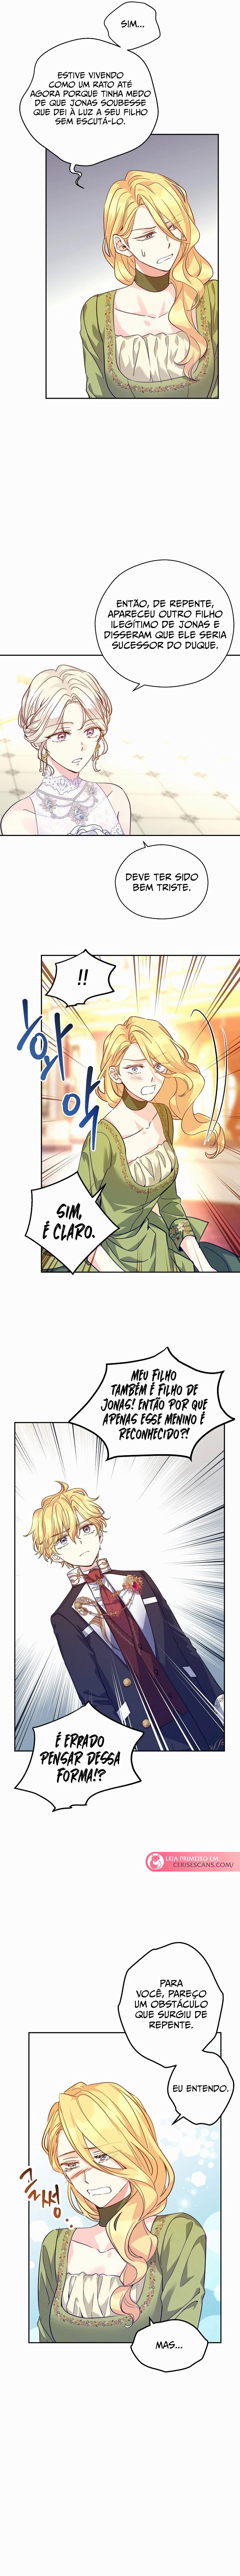 SIM...
ESTIVE VIVENDO
COMO UM RATO ATÉ
AGORA PORQUE TINHA MEDO
DE QUE JONAS SOUBESSE
QUE DEI À LUZ A SEU FILHO
SEM ESCUTÁ-LO.
ENTÃO, DE REPENTE,
APARECEU OUTRO FILHO
ILEGÍTIMO DE JONAS E
DISSERAM QUE ELE SERIA
SUCESSOR DO DUQUE.
DEVE TER SIDO
BEM TRISTE.
!!
화악
SIM,
É CLARO.
MEU FILHO
TAMBÉM É FILHO DE
JONAS! ENTÃO POR QUE
APENAS ESSE MENINO É
RECONHECIDO?!
É ERRADO
PENSAR DESSA
FORMA!?
LEIA PRIMEIRO EM
CERISESCANS.COM/
PARA
VOCÊ, PAREÇO
UM OBSTÁCULO
QUE SURGIU DE
REPENTE.
EU ENTENDO.
MAS...